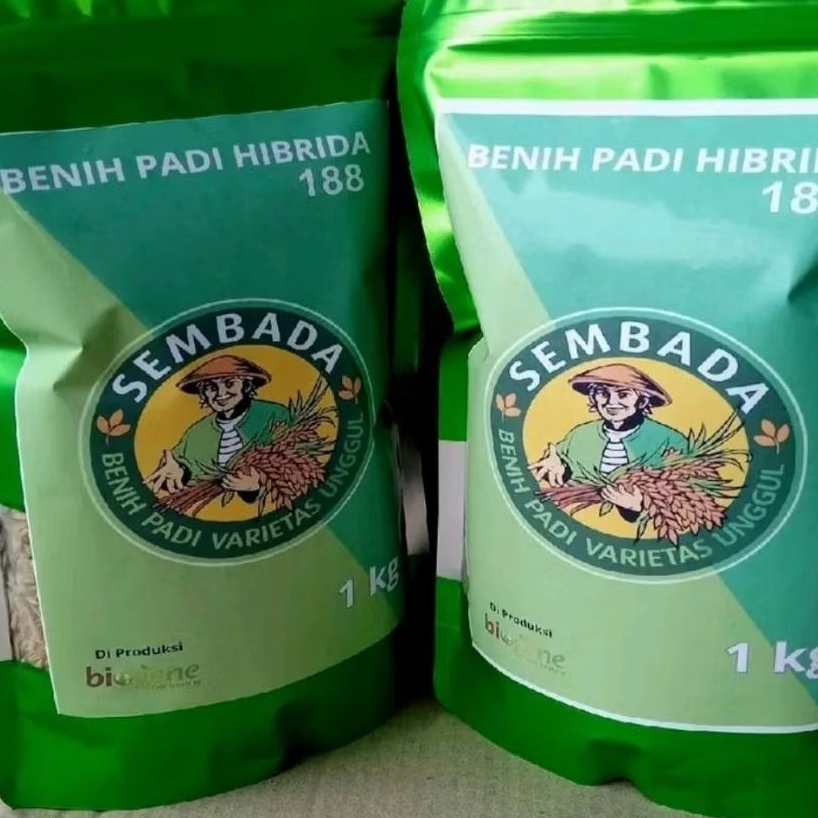 BENIH PADI HIBRIDA
188
SEMBADA
BENIH PADI VARIETAS UNGGUL
1 kg
Di Produksi
BENIH PADI HIBRI
18
SEMBADA
BENIH PADI VARIETAS UNGGUL
Di Produksi
1 kg